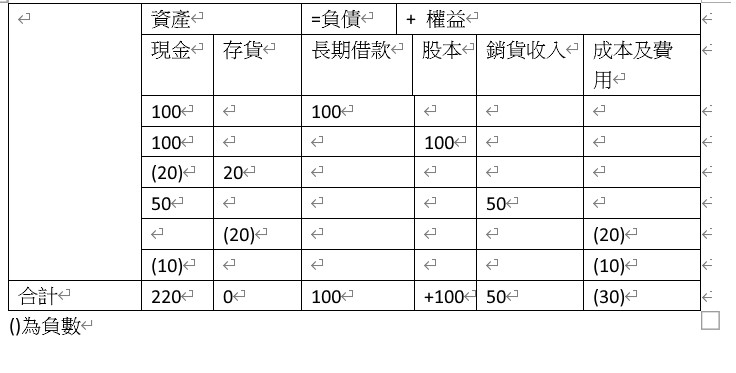 資產 =負債 + 權益
現金 存貨 長期借款 股本 銷貨收入 成本及費
用
100 100
100 100
(20) 20
50 50
(20) (20)
(10) (10)
合計 220 0 100 +100 50 (30)
()為負數